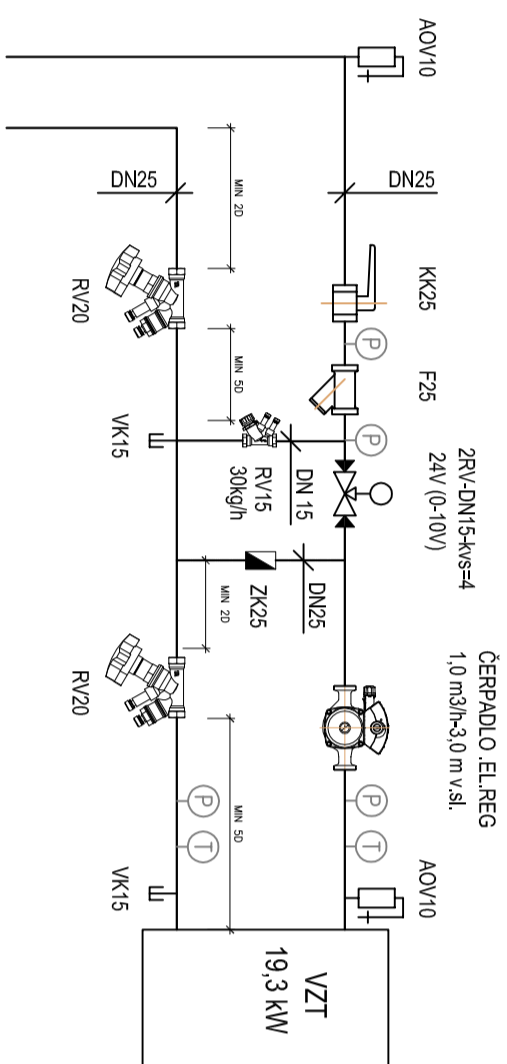 AOV10
DN25
KK25
P
F25
P
2RV-DN15-kvs=4
24V (0-10V)
ČERPADLO .EL.REG
1,0 m3/h-3,0 m v.sl.
P
T
AOV10
DN25
MIN 2D
RV20
MIN 5D
VK15
RV15
30kg/h
DN 15
ZK25
DN25
MIN 2D
RV20
MIN 5D
P
T
VK15
VZT
19,3 kW